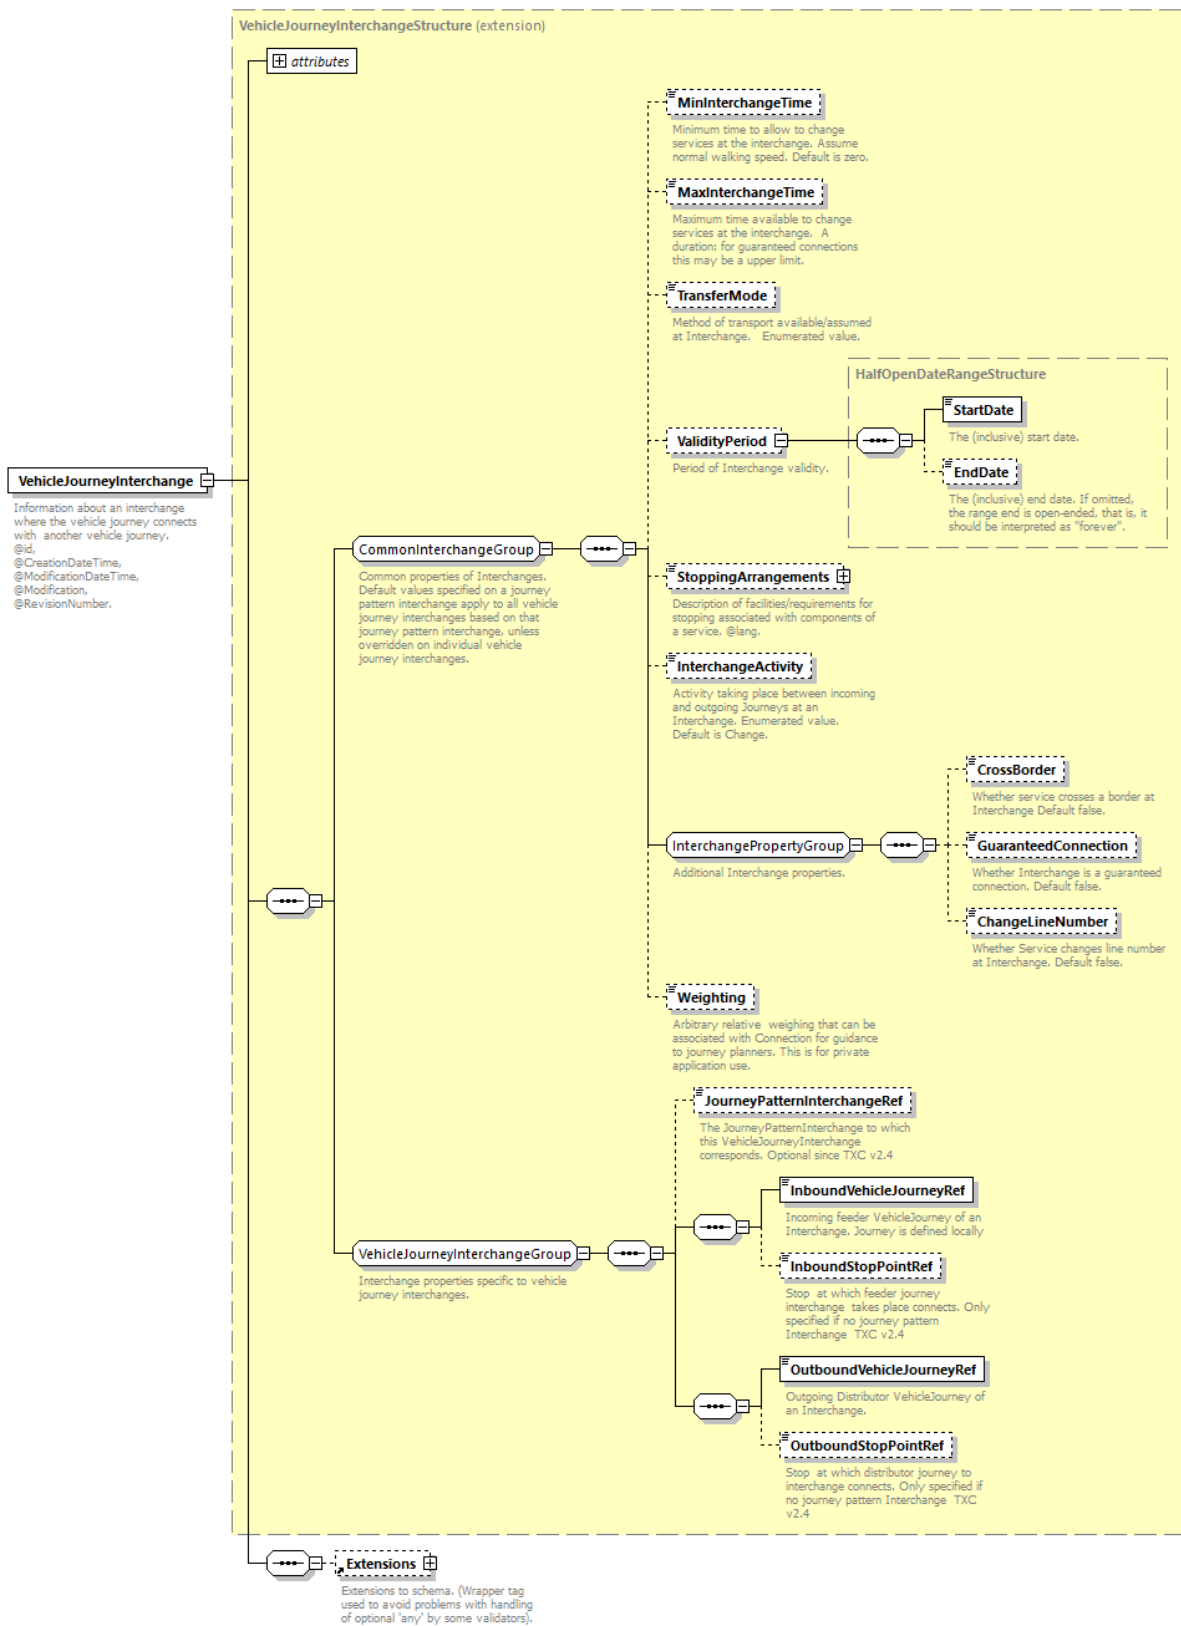 VehicleJourneyInterchangeStructure (extension)
attributes
MinInterchangeTime
Minimum time to allow to change
services at the interchange. Assume
normal walking speed. Default is zero.
MaxInterchangeTime
Maximum time available to change
services at the interchange.  A
duration: for guaranteed connections
this may be a upper limit.
TransferMode
Method of transport available/assumed
at Interchange.   Enumerated value.
HalfOpenDateRangeStructure
StartDate
The (inclusive) start date.
ValidityPeriod
Period of Interchange validity.
EndDate
The (inclusive) end date. If omitted,
the range end is open-ended, that is, it
should be interpreted as "forever".
VehicleJourneyInterchange
Information about an interchange
where the vehicle journey connects
with  another vehicle journey.
@id,
@CreationDateTime,
@ModificationDateTime,
@Modification,
@RevisionNumber.
CommonInterchangeGroup
Common properties of Interchanges.
Default values specified on a journey
pattern interchange apply to all vehicle
journey interchanges based on that
journey pattern interchange, unless
overridden on individual vehicle
journey interchanges.
StoppingArrangements
Description of facilities/requirements for
stopping associated with components of
a service. @lang.
InterchangeActivity
Activity taking place between incoming
and outgoing Journeys at an
Interchange. Enumerated value.
Default is Change.
CrossBorder
Whether service crosses a border at
Interchange Default false.
InterchangePropertyGroup
Additional Interchange properties.
GuaranteedConnection
Whether Interchange is a guaranteed
connection. Default false.
ChangeLineNumber
Whether Service changes line number
at Interchange. Default false.
Weighting
Arbitrary relative  weighing that can be
associated with Connection for guidance
to journey planners. This is for private
application use.
JourneyPatternInterchangeRef
The JourneyPatternInterchange to which
this VehicleJourneyInterchange
corresponds. Optional since TXC v2.4
InboundVehicleJourneyRef
Incoming feeder VehicleJourney of an
Interchange. Journey is defined locally
VehicleJourneyInterchangeGroup
Interchange properties specific to vehicle
journey interchanges.
InboundStopPointRef
Stop  at which feeder journey
interchange  takes place connects. Only
specified if no journey pattern
Interchange  TXC v2.4
OutboundVehicleJourneyRef
Outgoing Distributor VehicleJourney of
an Interchange.
OutboundStopPointRef
Stop  at which distributor journey to
interchange connects. Only specified if
no journey pattern Interchange  TXC
v2.4
Extensions
Extensions to schema. (Wrapper tag
used to avoid problems with handling
of optional 'any' by some validators).